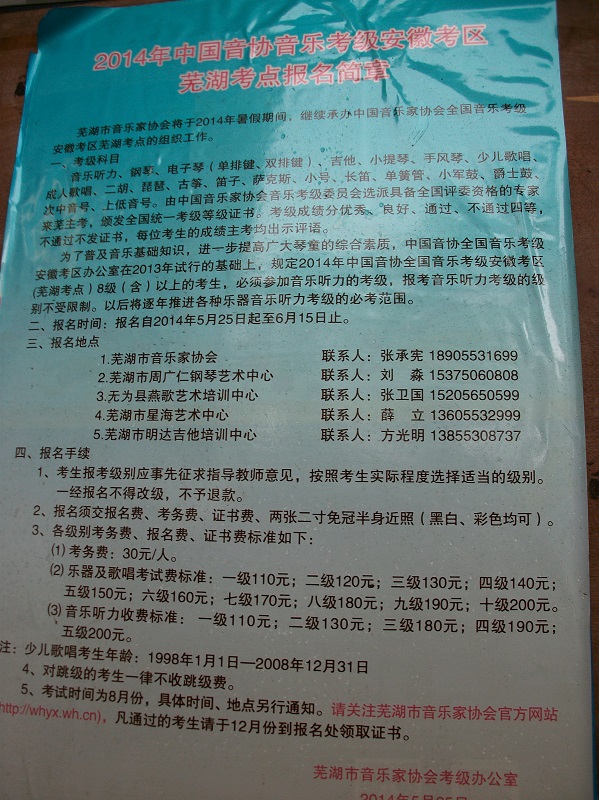 2014年中国音协音乐考级安徽考区
芜湖考点报名简章
芜湖市音乐家协会将于2014年暑假期间，继续承办中国音乐家协会全国音乐考级
安徽考区芜湖考点的组织工作。
一、考级科目
音乐听力、钢琴、电子琴（单排键、双排键）、吉他、小提琴、手风琴、少儿歌唱、
成人歌唱、二胡、琵琶、古筝、笛子、萨克斯、小号、长笛、单簧管、小军鼓、爵士鼓、
次中音号、上低音号。由中国音乐家协会音乐考级委员会选派具备全国评委资格的专家
来芜主考，颁发全国统一考级等级证书。考级成绩分优秀、良好、通过、不通过四等，
不通过不发证书，每位考生的成绩主考均出示评语。
为了普及音乐基础知识，进一步提高广大琴童的综合素质，中国音协全国音乐考级
安徽考区办公室在2013年试行的基础上，规定2014年中国音协全国音乐考级安徽考区
(芜湖考点）8级（含）以上的考生，必须参加音乐听力的考级，报考音乐听力考级的级
别不受限制。以后将逐年推进各种乐器音乐听力考级的必考范围。
二、报名时间：报名自2014年5月25日起至6月15日止。
三、报名地点
1.芜湖市音乐家协会 联系人：张承宪 18905531699
2.芜湖市周广仁钢琴艺术中心 联系人：刘 淼 15375060808
3.无为县燕歌艺术培训中心 联系人：张卫国 15205650599
4.芜湖市星海艺术中心 联系人：薛 立 13605532999
5.芜湖市明达吉他培训中心 联系人：方光明 13855308737
四、报名手续
1、考生报考级别应事先征求指导教师意见，按照考生实际程度选择适当的级别。
一经报名不得改级，不予退款。
2、报名须交报名费、考务费、证书费、两张二寸免冠半身近照（黑白、彩色均可）。
3、各级别考务费、报名费、证书费标准如下：
⑴ 考务费：30元/人。
⑵ 乐器及歌唱考试费标准：一级110元；二级120元；三级130元；四级140元；
五级150元；六级160元；七级170元；八级180元；九级190元；十级200元。
⑶ 音乐听力收费标准： 一级110元；二级130元；三级180元；四级190元；
五级200元。
注：少儿歌唱考生年龄：1998年1月1日—2008年12月31日
4、对跳级的考生一律不收跳级费。
5、考试时间为8月份，具体时间、地点另行通知。请关注芜湖市音乐家协会官方网站
http://whyx.wh.cn)，凡通过的考生请于12月份到报名处领取证书。
芜湖市音乐家协会考级办公室
2014年5月25日